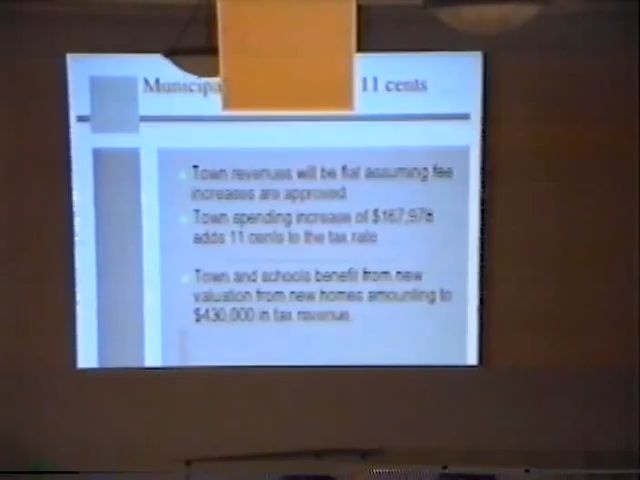 Municipa 11 cents
Town revenues will be flat assuming fee
increases are approved
Town spending increase of $167,978
adds 11 cents to the tax rate
Town and schools benefit from new
valuation from new homes amounting to
$430,000 in tax revenue.